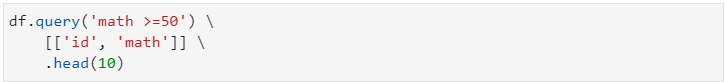 df.query('math >=50') \
    [['id', 'math']] \
    .head(10)